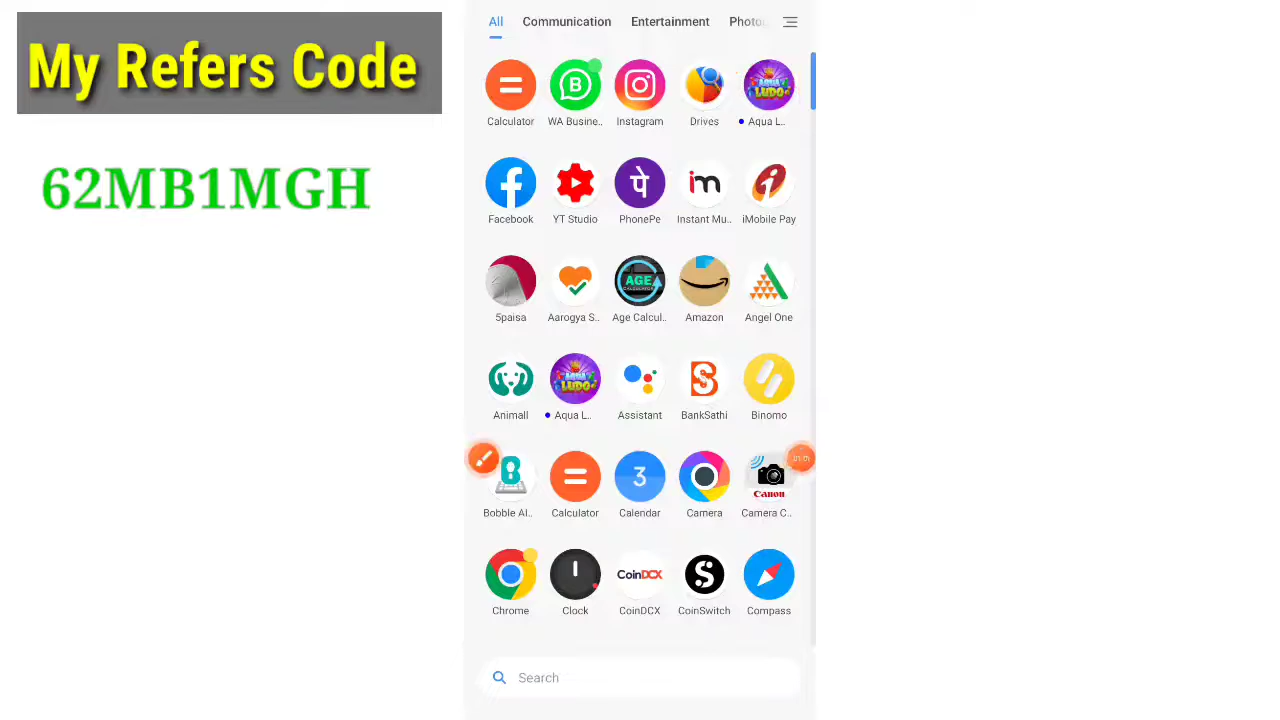 My Refers Code
62MB1MGH
All Communication Entertainment
Calculator WA Busine.. Instagram Drives Aqua L..
Facebook YT Studio PhonePe Instant Mu.. iMobile Pay
5paisa Aarogya S.. Age Calcul.. Amazon Angel One
Animall Aqua L.. Assistant BankSathi Binomo
Bobble AI.. Calculator Calendar Camera Camera C..
Chrome Clock CoinDCX CoinSwitch Compass
Search